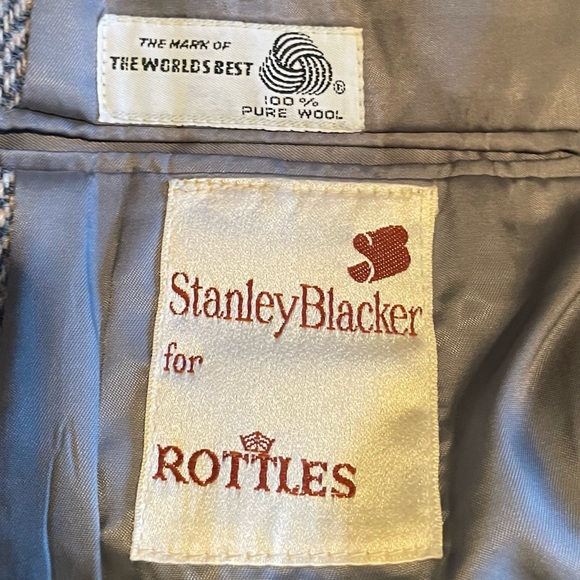 THE MARK OF
THE WORLDS BEST
®
100%
PURE WOOL
StanleyBlacker
for
ROTTLES